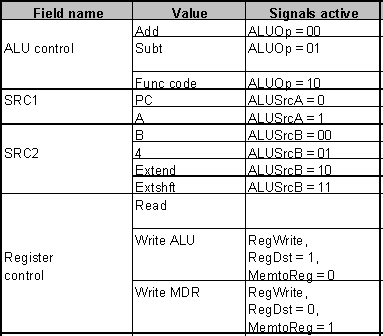 Field name Value Signals active
ALU control Add ALUOp = 00
Subt ALUOp = 01
Func code ALUOp = 10
SRC1 PC ALUSrcA = 0
A ALUSrcA = 1
SRC2 B ALUSrcB = 00
4 ALUSrcB = 01
Extend ALUSrcB = 10
Extshft ALUSrcB = 11
Register control Read
Write ALU RegWrite,
RegDst = 1,
MemtoReg = 0
Write MDR RegWrite,
RegDst = 0,
MemtoReg = 1